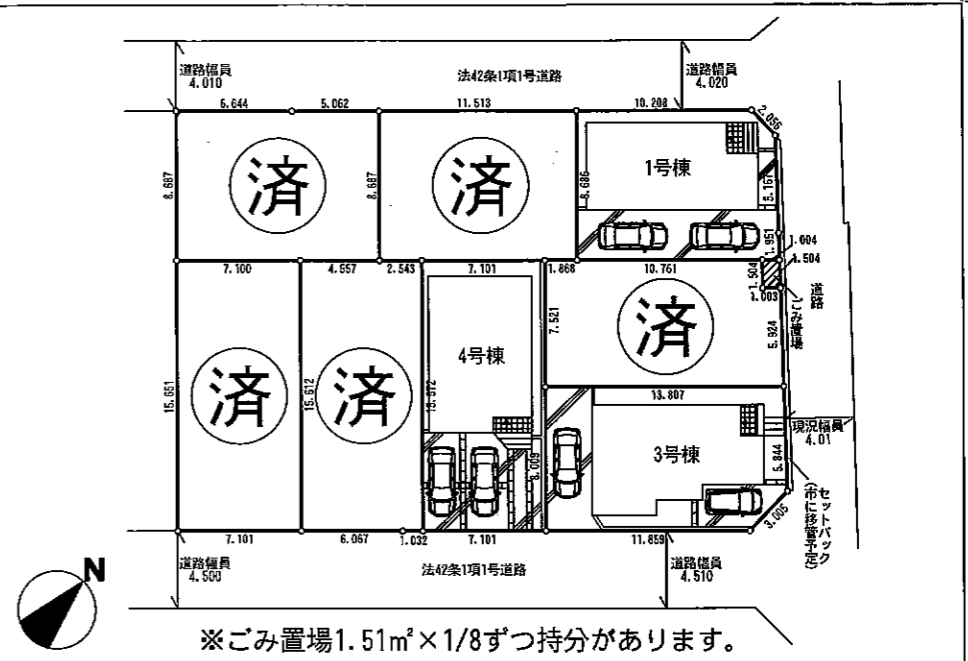 道路幅員
4.010
法42条1項1号道路
道路幅員
4.020
6.644
5.062
11.513
10.208
2.056
8.687
済
8.687
済
8.686
1号棟
5.167
1.951
1.004
1.504
7.100
4.557
2.543
7.101
1.868
10.761
1.504
1.003
道路
ごみ置場
15.661
済
15.612
済
4号棟
7.521
済
5.924
13.807
現況幅員
4.01
3号棟
5.844
8.009
3.005
セットバック
(市に移管予定)
7.101
6.067
1.032
7.101
11.859
道路幅員
4.500
法42条1項1号道路
道路幅員
4.510
N
※ごみ置場1.51㎡×1/8ずつ持分があります。